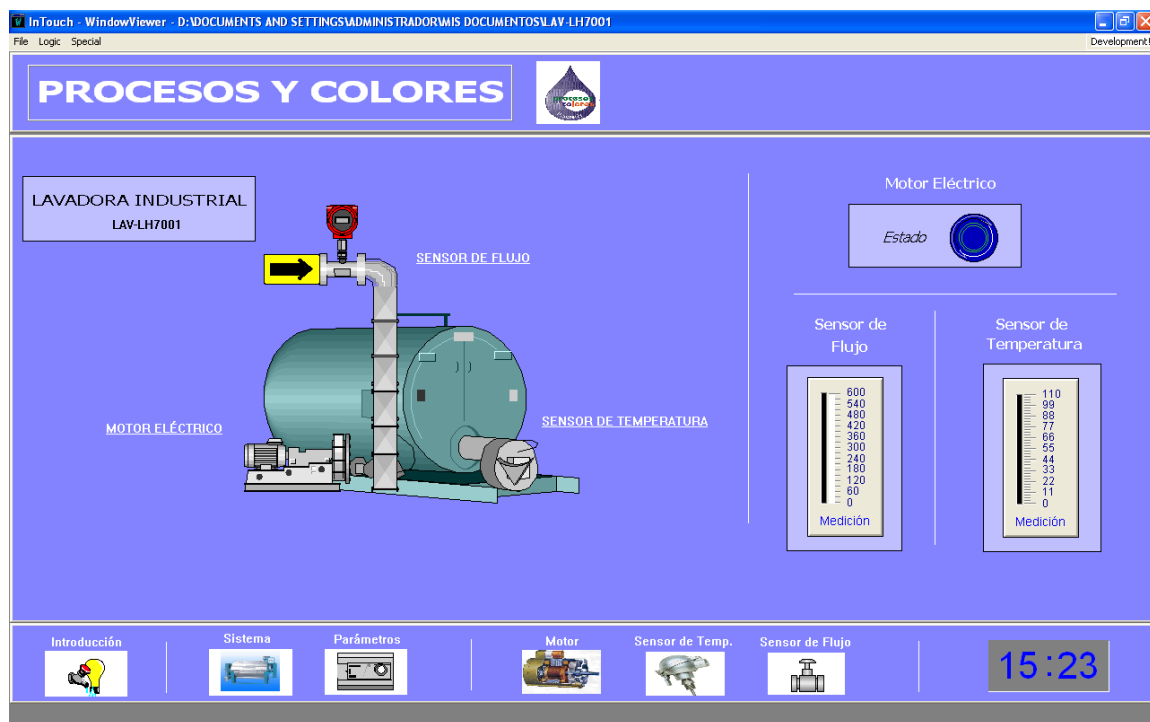 InTouch - WindowViewer - D:\DOCUMENTS AND SETTINGS\ADMINISTRADOR\MIS DOCUMENTOS\LAV-LH7001
File Logic Special
Development!
PROCESOS Y COLORES
procesos
colores
LAVADORA INDUSTRIAL
LAV-LH7001
SENSOR DE FLUJO
MOTOR ELÉCTRICO
SENSOR DE TEMPERATURA
Motor Eléctrico
Estado
Sensor de
Flujo
600
540
480
420
360
300
240
180
120
60
0
Medición
Sensor de
Temperatura
110
99
88
77
66
55
44
33
22
11
0
Medición
Introducción
Sistema
Parámetros
Motor
Sensor de Temp.
Sensor de Flujo
15:23